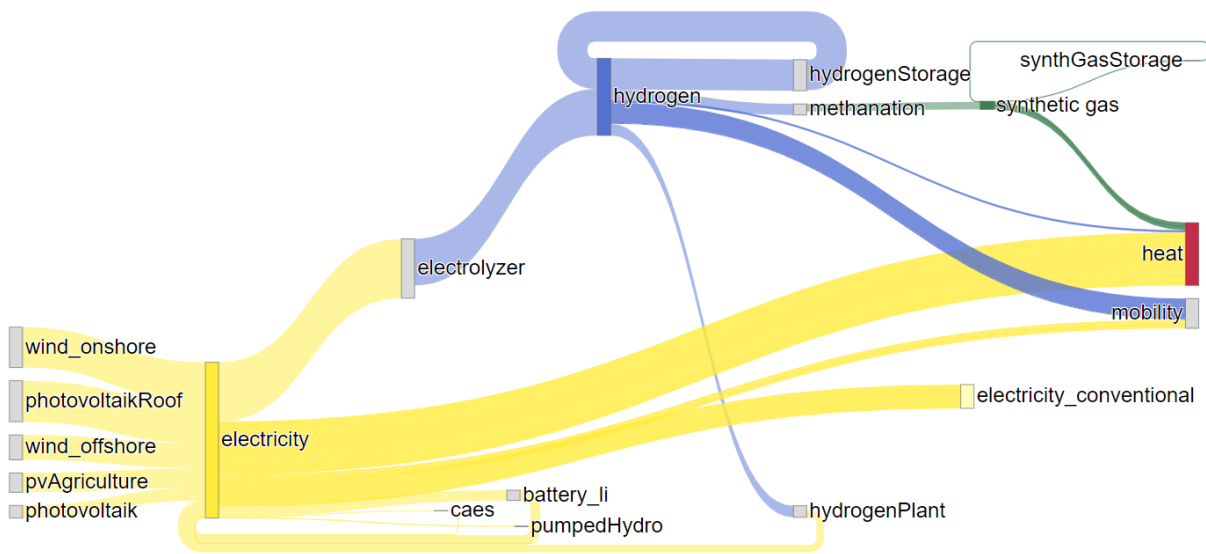 synthGasStorage
hydrogenStorage
hydrogen
methanation
synthetic gas
heat
electrolyzer
mobility
wind_onshore
photovoltaikRoof
electricity_conventional
electricity
wind_offshore
pvAgriculture
battery_li
photovoltaik
caes
hydrogenPlant
pumpedHydro